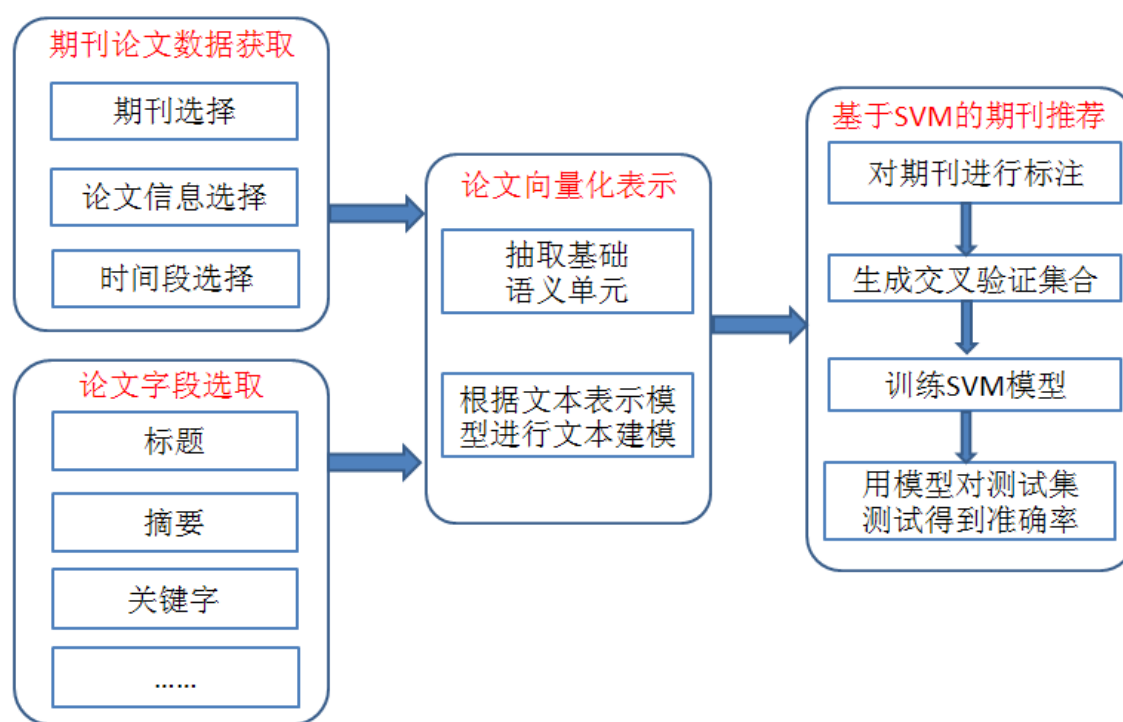 期刊论文数据获取
期刊选择
论文信息选择
时间段选择
论文字段选取
标题
摘要
关键字
……
论文向量化表示
抽取基础
语义单元
根据文本表示模
型进行文本建模
基于SVM的期刊推荐
对期刊进行标注
生成交叉验证集合
训练SVM模型
用模型对测试集
测试得到准确率